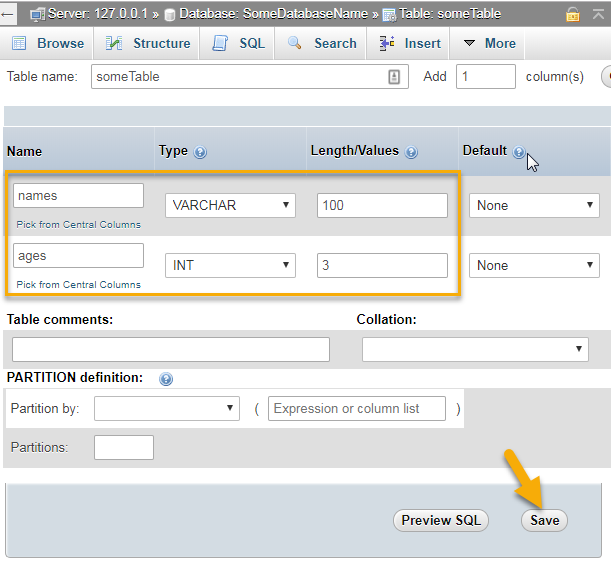 Server: 127.0.0.1 » Database: SomeDatabaseName » Table: someTable
Browse Structure SQL Search Insert More
Table name: someTable Add 1 column(s)
Name Type Length/Values Default
names VARCHAR 100 None
Pick from Central Columns
ages INT 3 None
Pick from Central Columns
Table comments: Collation:
PARTITION definition:
Partition by: ( Expression or column list )
Partitions:
Preview SQL Save